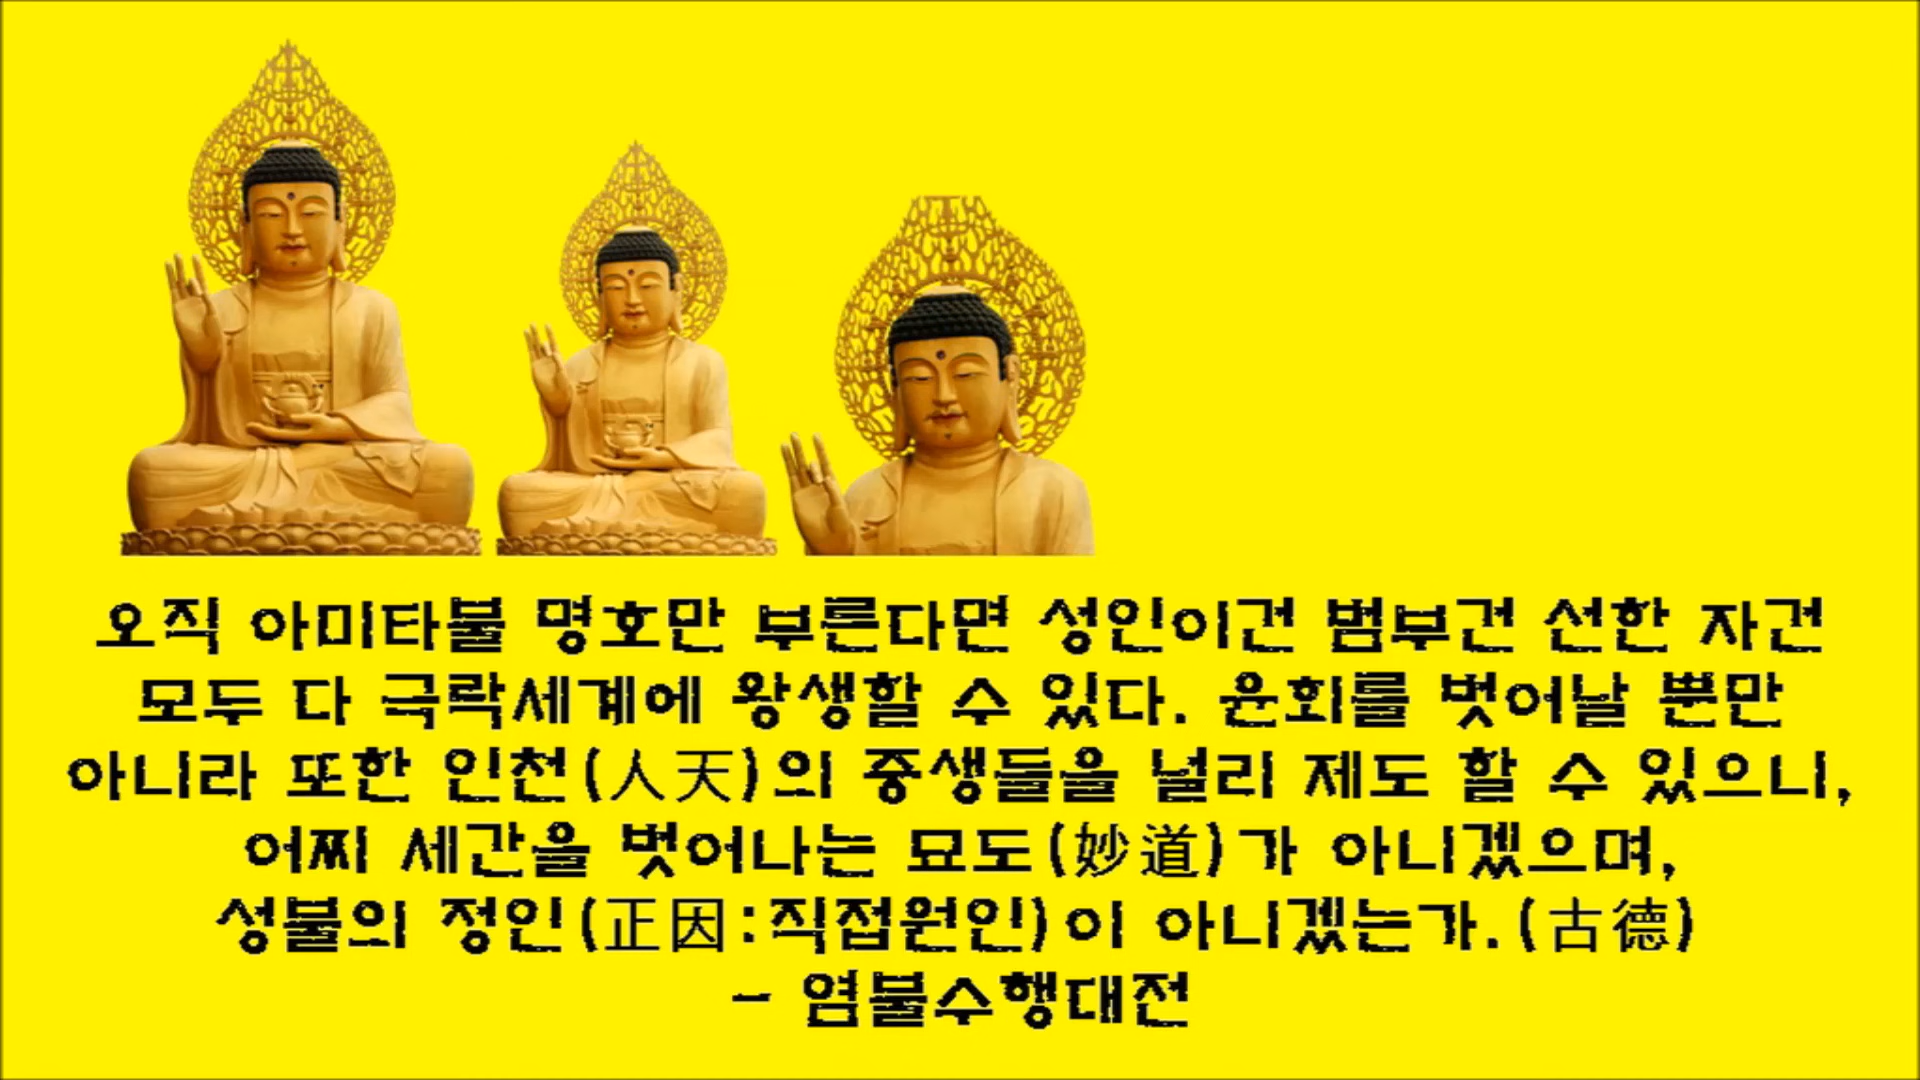 오직 아미타불 명호만 부른다면 성인이건 범부건 선한 자건
모두 다 극락세계에 왕생할 수 있다. 윤회를 벗어날 뿐만
아니라 또한 인천(人天)의 중생들을 널리 제도 할 수 있으니,
어찌 세간을 벗어나는 묘도(妙道)가 아니겠으며,
성불의 정인(正因:직접원인)이 아니겠는가.(古德)
- 염불수행대전